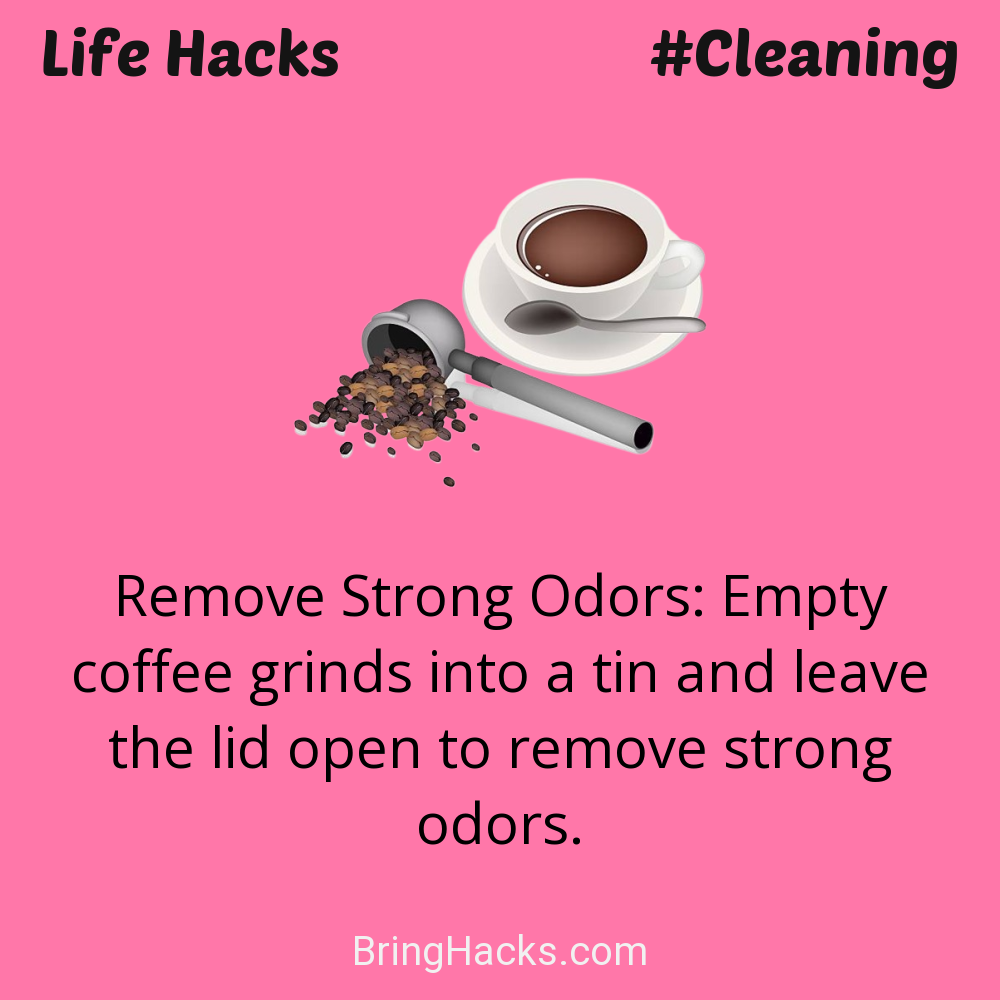 Life Hacks
#Cleaning
Remove Strong Odors: Empty
coffee grinds into a tin and leave
the lid open to remove strong
odors.
BringHacks.com